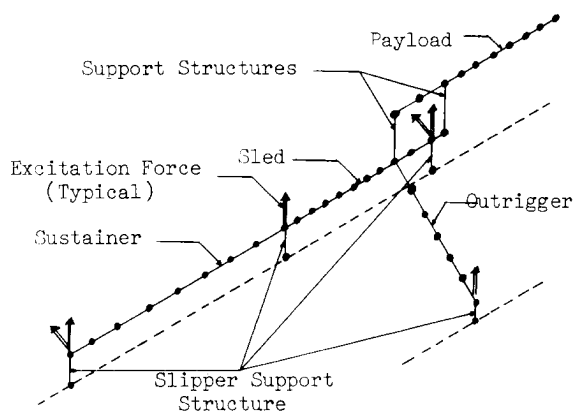 Payload
Support Structures
Excitation Force
(Typical)
Sled
Outrigger
Sustainer
Slipper Support
Structure